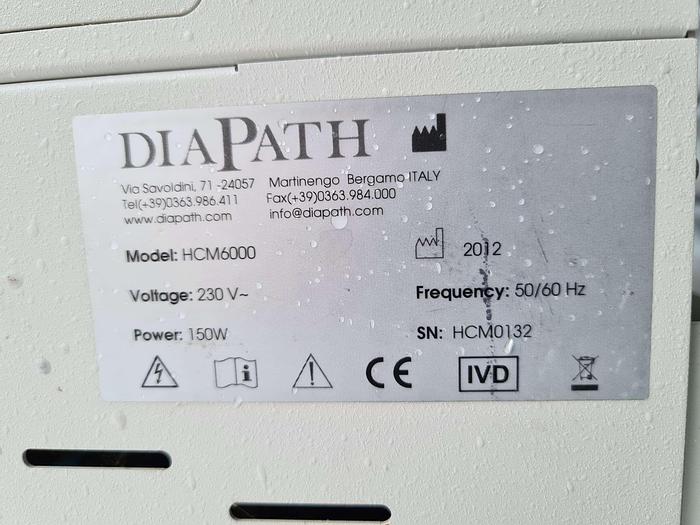 DIAPATH
Via Savoldini, 71 -24057 Martinengo Bergamo ITALY
Tel(+39)0363.986.411 Fax(+39)0363.984.000
www.diapath.com info@diapath.com
Model: HCM6000
2012
Voltage: 230 V~ Frequency: 50/60 Hz
Power: 150W SN: HCM0132
CE IVD